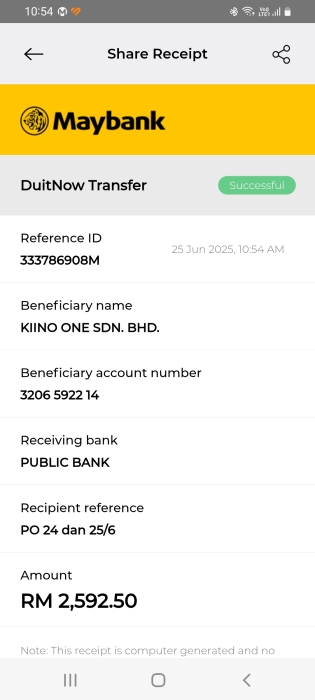 10:54
Share Receipt
Maybank
DuitNow Transfer
Successful
Reference ID
25 Jun 2025, 10:54 AM
333786908M
Beneficiary name
KIINO ONE SDN. BHD.
Beneficiary account number
3206 5922 14
Receiving bank
PUBLIC BANK
Recipient reference
PO 24 dan 25/6
Amount
RM 2,592.50
Note: This receipt is computer generated and no